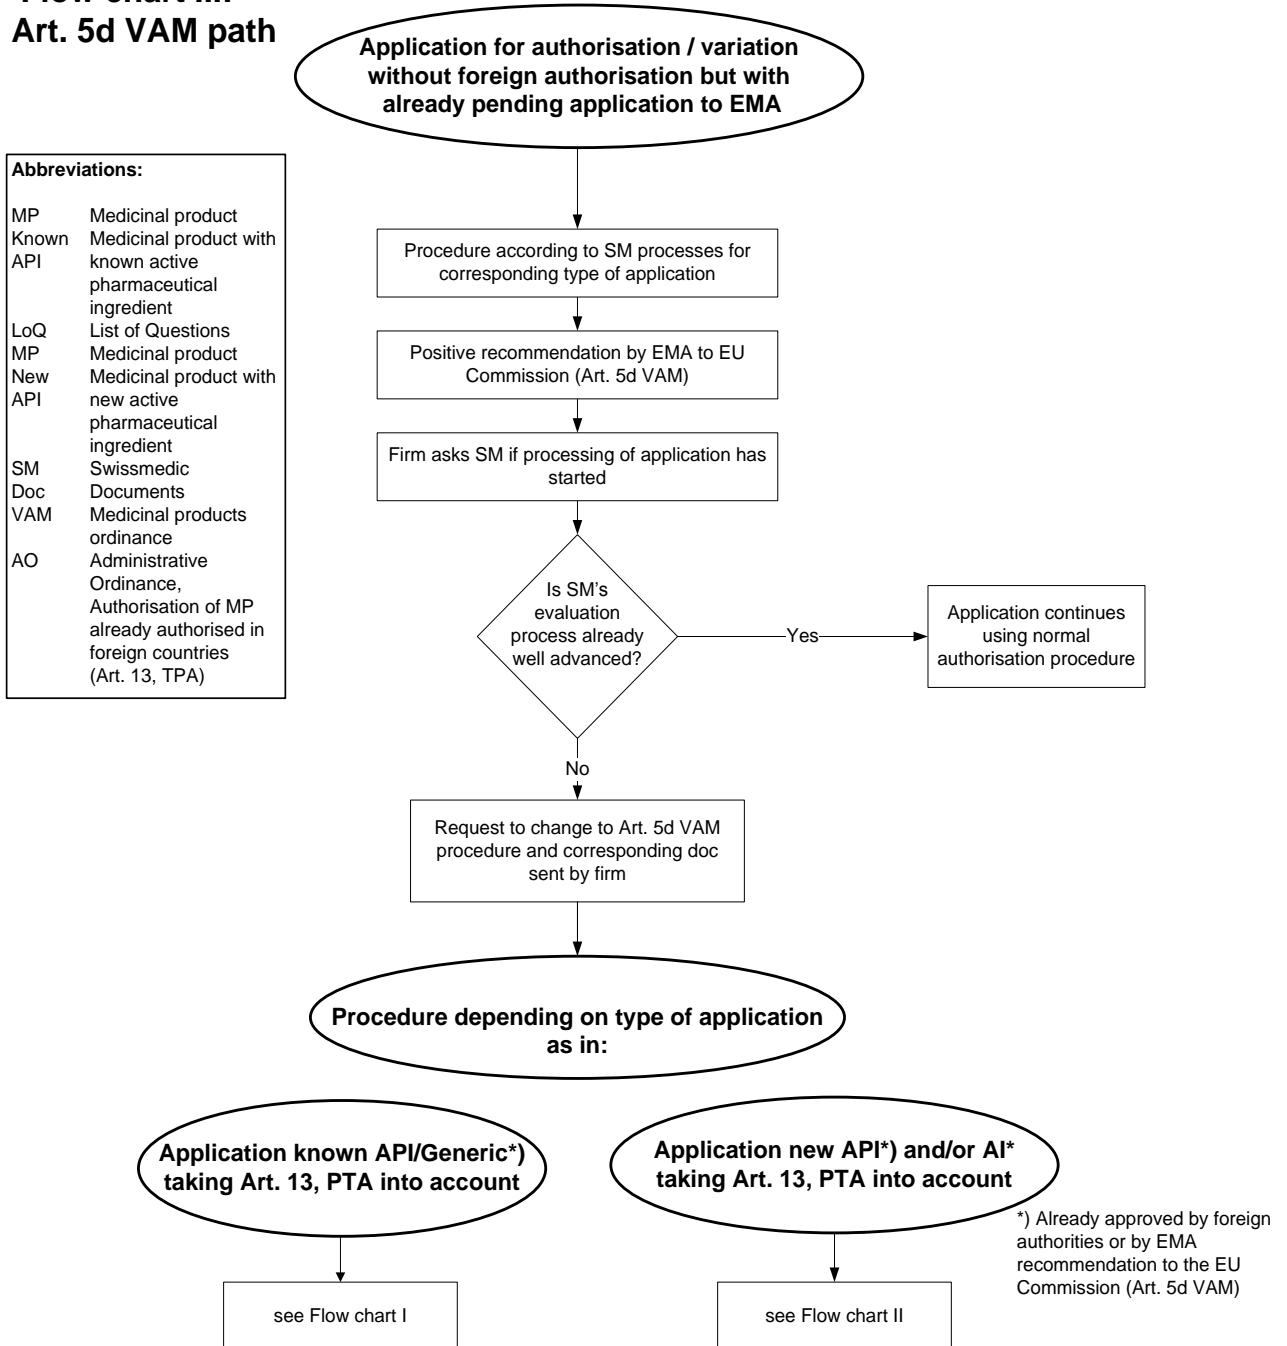 Art. 5d VAM path
Application for authorisation / variation
without foreign authorisation but with
already pending application to EMA
Abbreviations:
MP Medicinal product
Known Medicinal product with
API known active
pharmaceutical
ingredient
LoQ List of Questions
MP Medicinal product
New Medicinal product with
API new active
pharmaceutical
ingredient
SM Swissmedic
Doc Documents
VAM Medicinal products
ordinance
AO Administrative
Ordinance,
Authorisation of MP
already authorised in
foreign countries
(Art. 13, TPA)
Procedure according to SM processes for
corresponding type of application
Positive recommendation by EMA to EU
Commission (Art. 5d VAM)
Firm asks SM if processing of application has
started
Is SM's
evaluation
process already
well advanced?
Yes
Application continues
using normal
authorisation procedure
No
Request to change to Art. 5d VAM
procedure and corresponding doc
sent by firm
Procedure depending on type of application
as in:
Application known API/Generic*)
taking Art. 13, PTA into account
Application new API*) and/or AI*
taking Art. 13, PTA into account
*) Already approved by foreign
authorities or by EMA
recommendation to the EU
Commission (Art. 5d VAM)
see Flow chart I
see Flow chart II